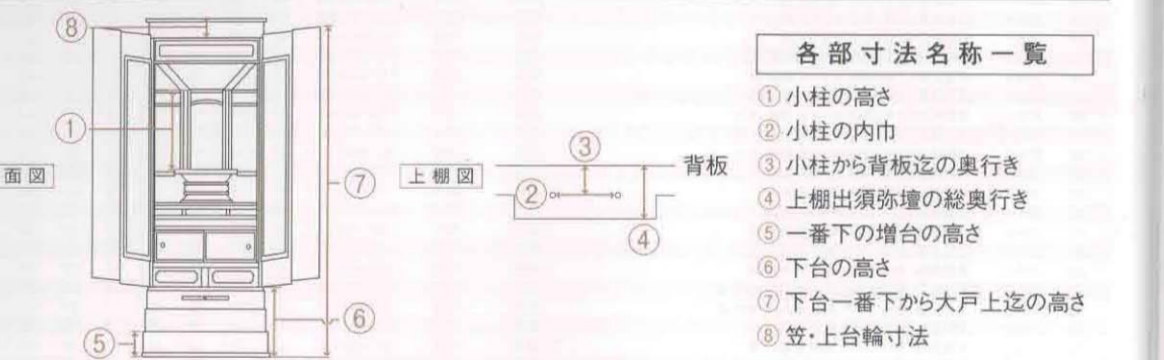 ⑧
①
面図
⑦
⑥
⑤
上棚図
③
背板
②
④
各部寸法名称一覧
①小柱の高さ
②小柱の内巾
③小柱から背板迄の奥行き
④上棚出須弥壇の総奥行き
⑤一番下の増台の高さ
⑥下台の高さ
⑦下台一番下から大戸上迄の高さ
⑧笠・上台輪寸法